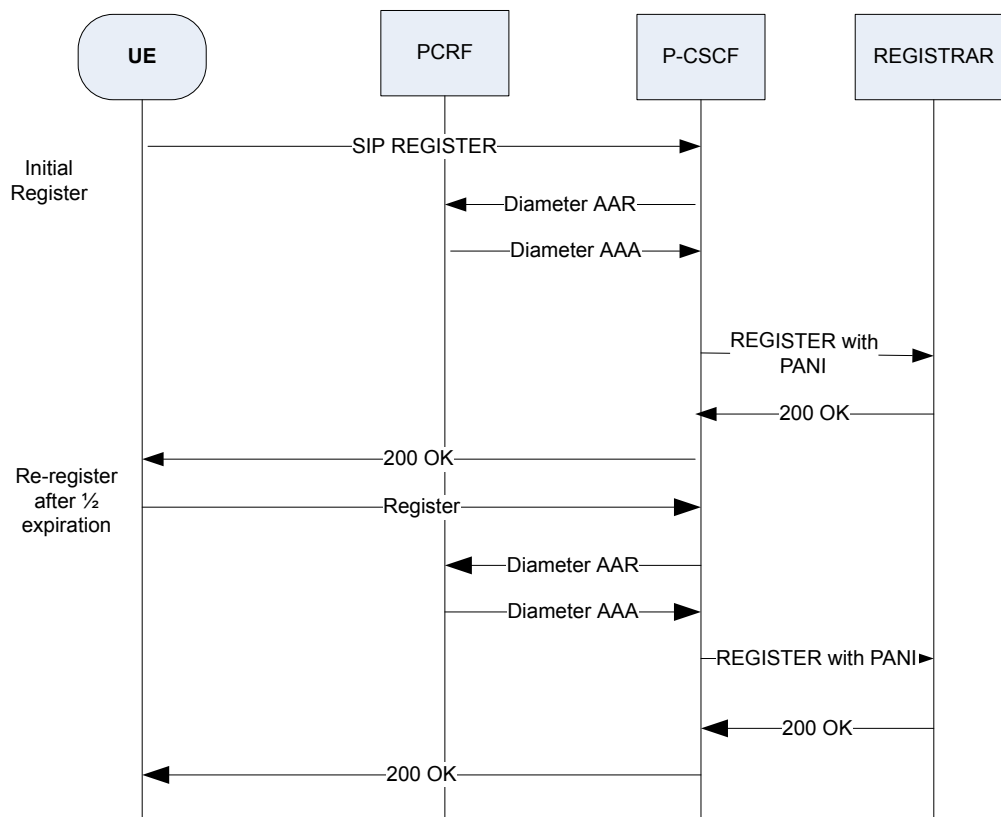 UE
PCRF
P-CSCF
REGISTRAR
SIP REGISTER
Initial
Register
Diameter AAR
Diameter AAA
REGISTER with
PANI
200 OK
200 OK
Re-register
after ½
expiration
Register
Diameter AAR
Diameter AAA
REGISTER with PANI
200 OK
200 OK